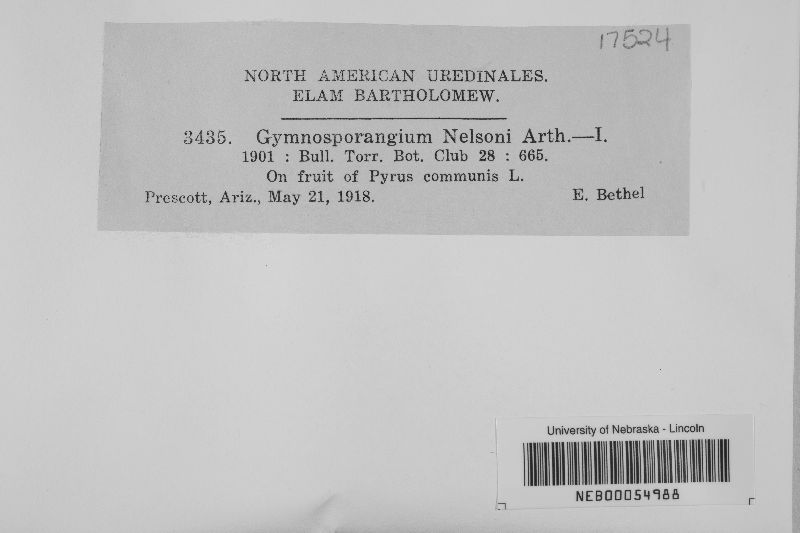 17524
NORTH AMERICAN UREDINALES.
ELAM BARTHOLOMEW.
3435. Gymnosporangium Nelsoni Arth.—I.
1901 : Bull. Torr. Bot. Club 28 : 665.
On fruit of Pyrus communis L.
Prescott, Ariz., May 21, 1918. E. Bethel
University of Nebraska - Lincoln
NEB00054988